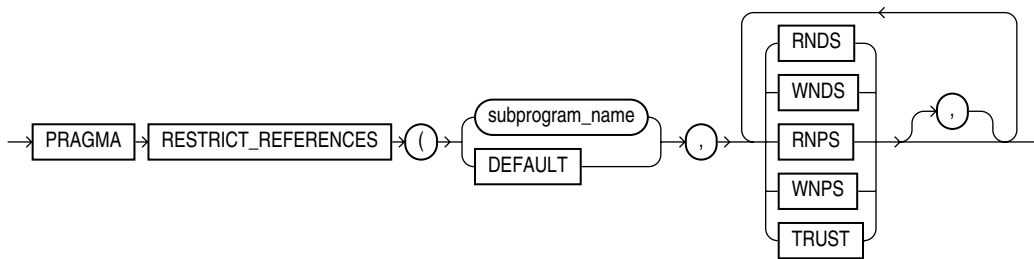 RNDS
WNDS
subprogram_name
,
PRAGMA RESTRICT_REFERENCES ( , RNPS
DEFAULT
WNPS
TRUST